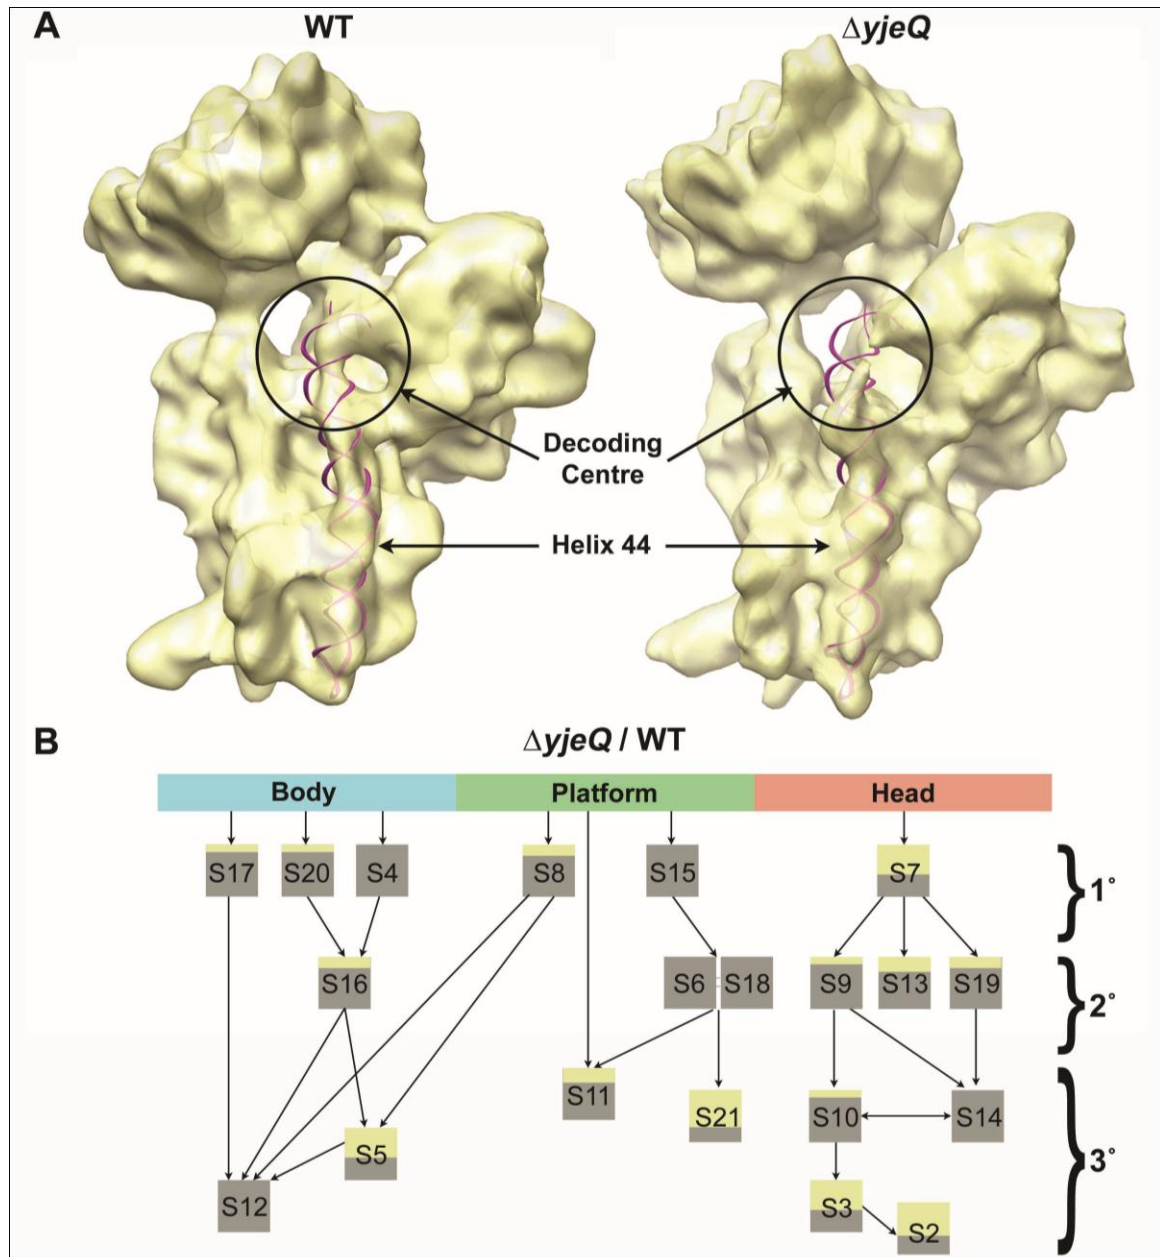 A
WT
ΔyjeQ
Decoding
Centre
Helix 44
B
ΔyjeQ / WT
Body
Platform
Head
S17
S20
S4
S8
S15
S7
1°
S16
S6
S18
S9
S13
S19
2°
S11
S21
S10
S14
S5
3°
S12
S3
S2